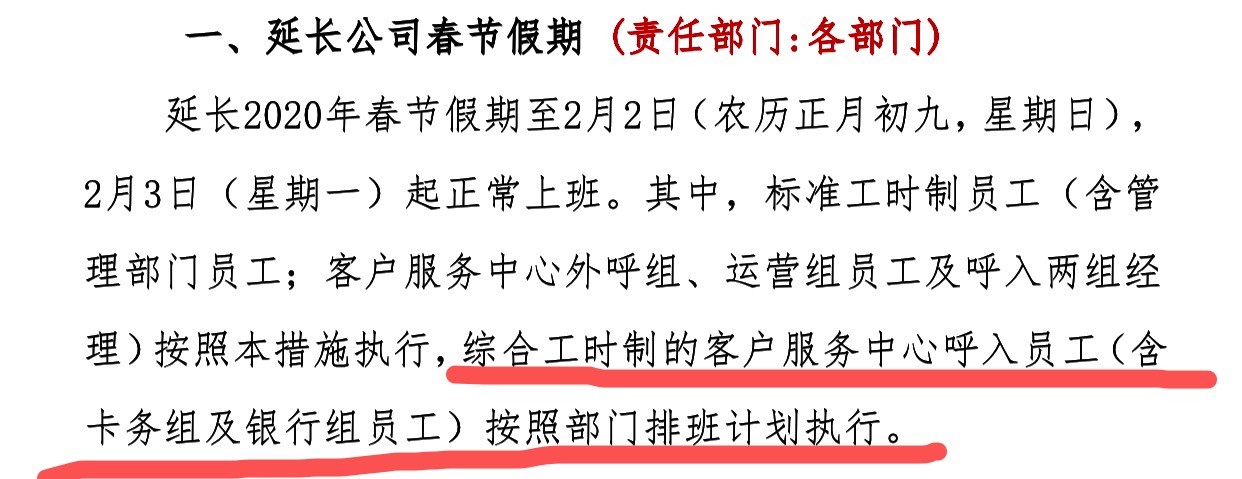 一、延长公司春节假期 (责任部门:各部门)
延长2020年春节假期至2月2日(农历正月初九,星期日),
2月3日(星期一)起正常上班。其中,标准工时制员工(含管
理部门员工;客户服务中心外呼组、运营组员工及呼入两组经
理)按照本措施执行,综合工时制的客户服务中心呼入员工(含
卡务组及银行组员工)按照部门排班计划执行。